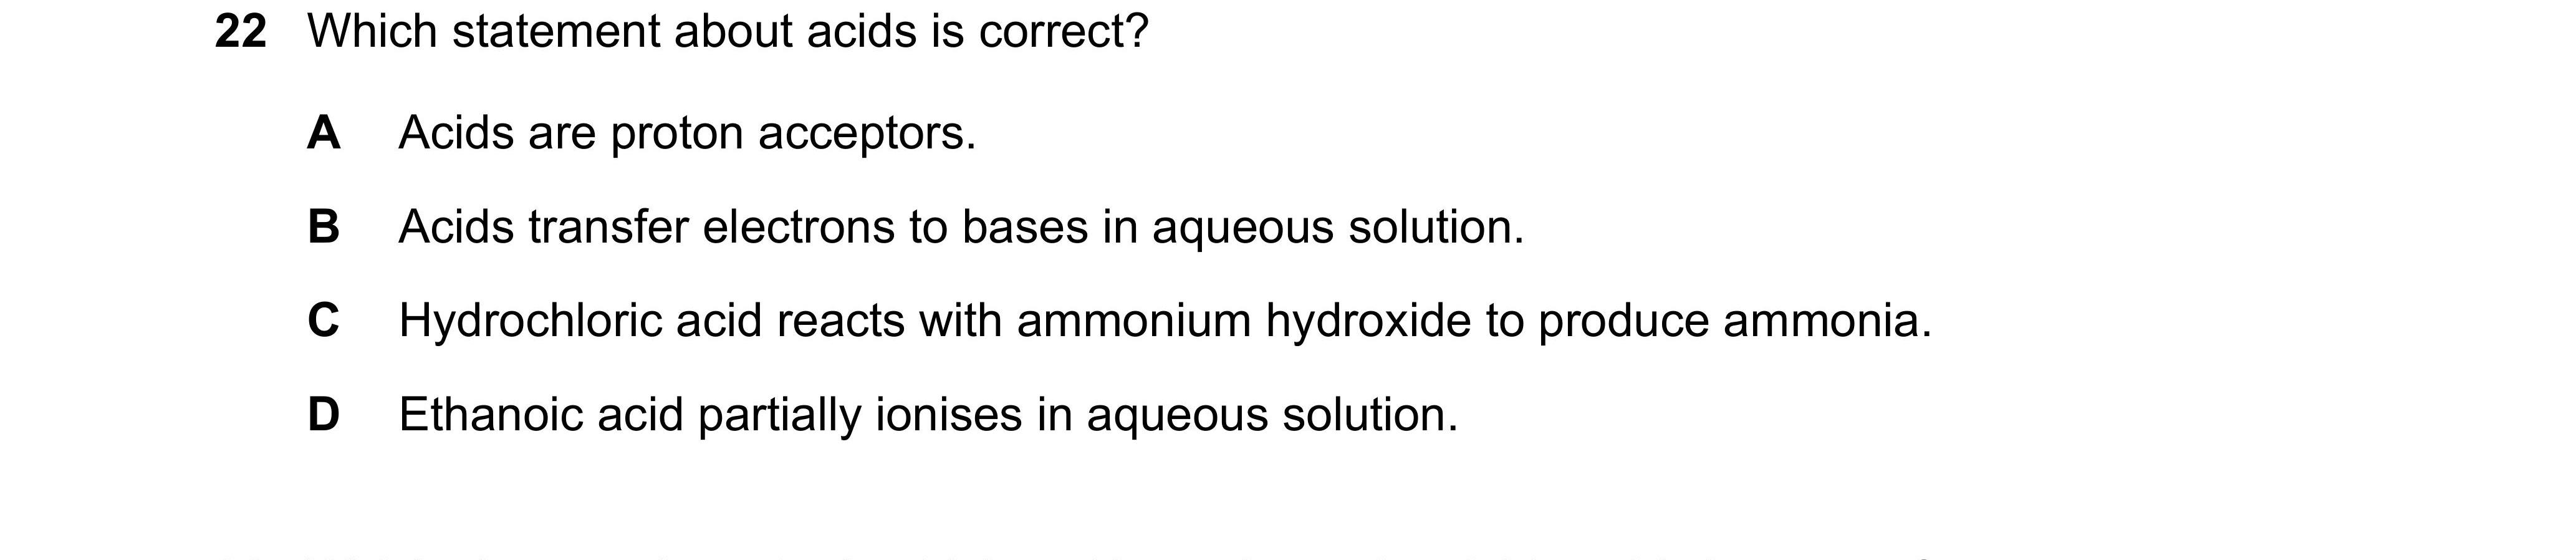 22 Which statement about acids is correct?
A Acids are proton acceptors.
B Acids transfer electrons to bases in aqueous solution.
C Hydrochloric acid reacts with ammonium hydroxide to produce ammonia.
D Ethanoic acid partially ionises in aqueous solution.